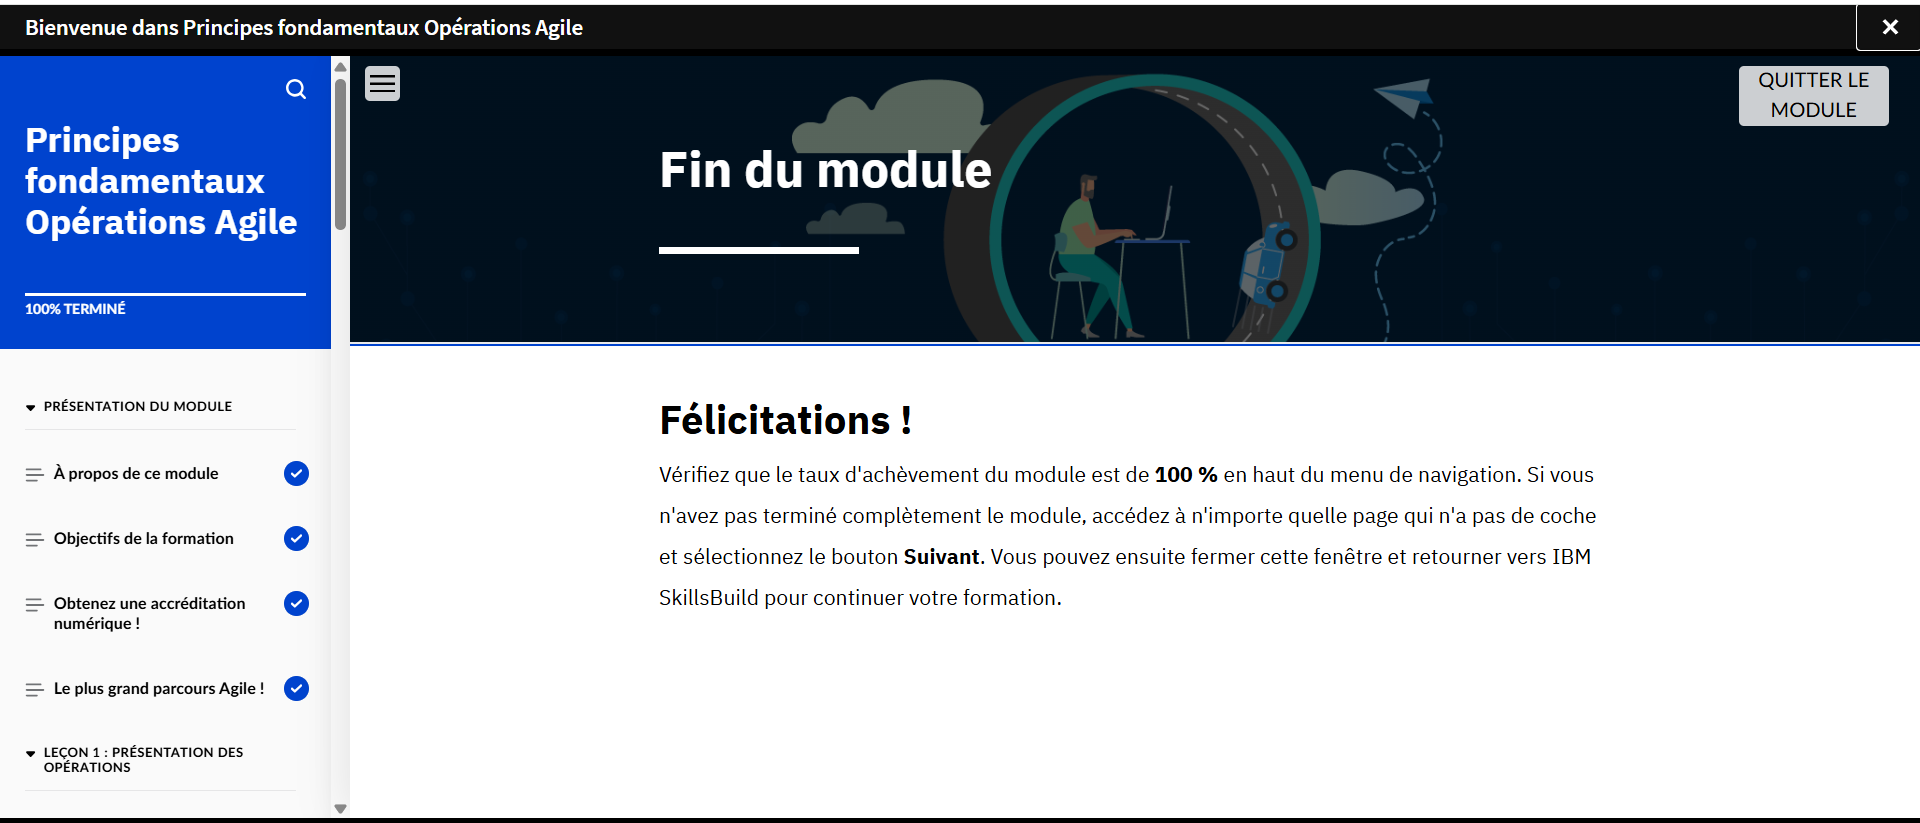 Bienvenue dans Principes fondamentaux Opérations Agile
QUITTER LE
MODULE
Principes
fondamentaux
Opérations Agile
100% TERMINÉ
PRÉSENTATION DU MODULE
À propos de ce module
Objectifs de la formation
Obtenez une accréditation
numérique !
Le plus grand parcours Agile !
LEÇON 1 : PRÉSENTATION DES
OPÉRATIONS
Fin du module
Félicitations !
Vérifiez que le taux d'achèvement du module est de 100 % en haut du menu de navigation. Si vous
n'avez pas terminé complètement le module, accédez à n'importe quelle page qui n'a pas de coche
et sélectionnez le bouton Suivant. Vous pouvez ensuite fermer cette fenêtre et retourner vers IBM
SkillsBuild pour continuer votre formation.